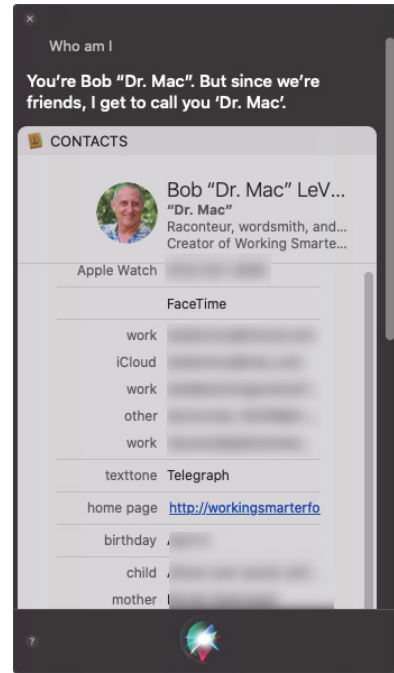 Who am I
You're Bob “Dr. Mac”. But since we're
friends, I get to call you ‘Dr. Mac’.
CONTACTS
Bob “Dr. Mac” LeV...
“Dr. Mac”
Raconteur, wordsmith, and...
Creator of Working Smarte...
Apple Watch
FaceTime
work
iCloud
work
other
work
texttone Telegraph
home page http://workingsmarterfo
birthday
child
mother
?